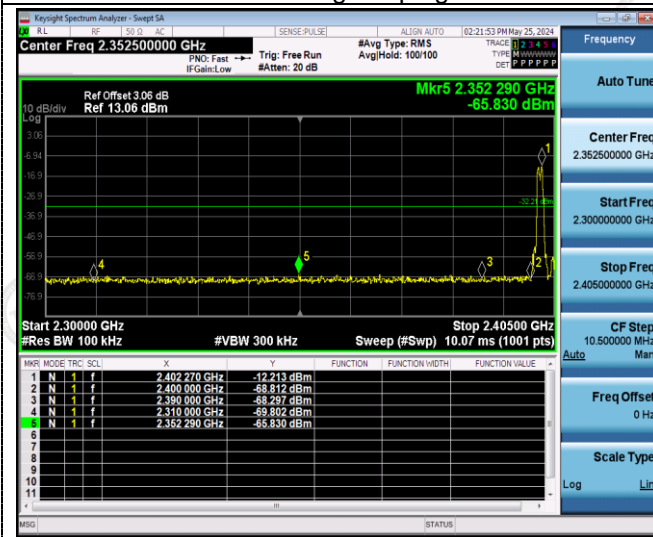 Keysight Spectrum Analyzer - Swept SA
RL RF 50 Ω AC SENSE:PULSE ALIGN AUTO 02:21:53 PM May 25, 2024
Center Freq 2.352500000 GHz
PNO: Fast
IFGain:Low
Trig: Free Run
#Atten: 20 dB
#Avg Type: RMS
Avg|Hold: 100/100
TRACE 1 2 3 4 5 6
TYPE M W W W W W
DET P P P P P P
Ref Offset 3.06 dB
10 dB/div Ref 13.06 dBm
Log
Mkr5 2.352 290 GHz
-65.830 dBm
3.06
-6.94
-16.9
-26.9
-36.9
-46.9
-56.9
-66.9
-76.9
1
2
3
4
5
Start 2.30000 GHz Stop 2.40500 GHz
#Res BW 100 kHz #VBW 300 kHz Sweep (#Swp) 10.07 ms (1001 pts)
MKR MODE TRC SCL X Y FUNCTION FUNCTION WIDTH FUNCTION VALUE
1 N 1 f 2.402 270 GHz -12.213 dBm
2 N 1 f 2.400 000 GHz -68.812 dBm
3 N 1 f 2.390 000 GHz -68.297 dBm
4 N 1 f 2.310 000 GHz -69.802 dBm
5 N 1 f 2.352 290 GHz -65.830 dBm
6
7
8
9
10
11
MSG STATUS
Frequency
Auto Tune
Center Freq
2.352500000 GHz
Start Freq
2.300000000 GHz
Stop Freq
2.405000000 GHz
CF Step
10.500000 MHz
Auto Man
Freq Offset
0 Hz
Scale Type
Log Lin